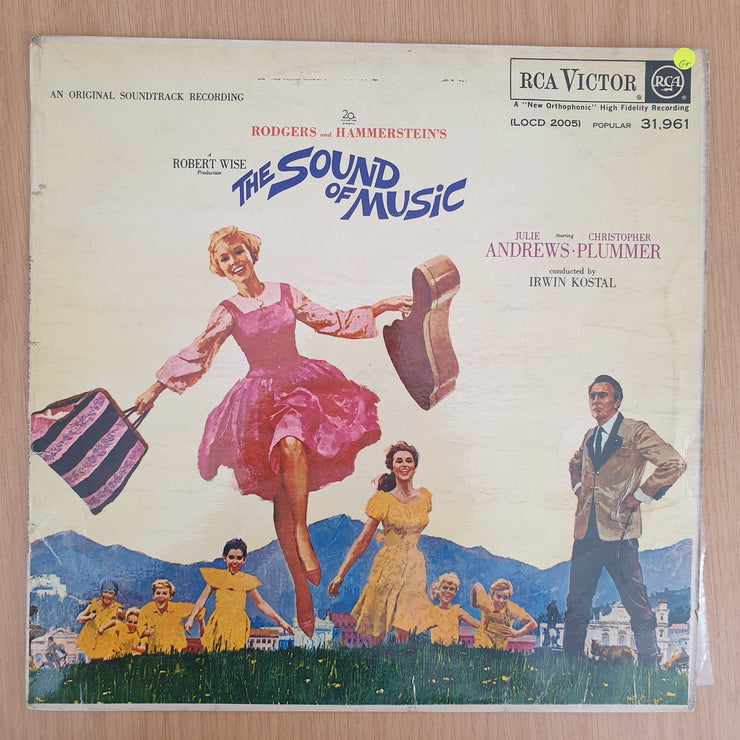 G+
RCA VICTOR RCA
A "New Orthophonic" High Fidelity Recording
(LOCD 2005) POPULAR 31,961
AN ORIGINAL SOUNDTRACK RECORDING
20
RODGERS and HAMMERSTEIN'S
A
ROBERT WISE
Production
THE SOUND
OF MUSIC
JULIE Starring CHRISTOPHER
ANDREWS · PLUMMER
conducted by
IRWIN KOSTAL